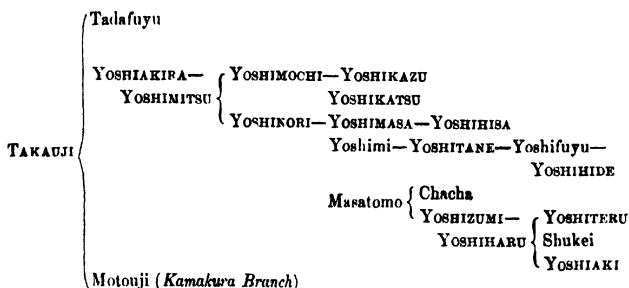 Tadafuyu
YOSHIAKIRA— YOSHIMOCHI—YOSHIKAZU
YOSHIMITSU YOSHIKATSU
YOSHINORI—YOSHIMASA—YOSHIHISA
TAKAUJI Yoshimi—YOSHITANE—Yoshifuyu—
YOSHIHIDE
Masatomo Chacha
YOSHIZUMI— YOSHITERU
YOSHIHARU Shukei
YOSHIAKI
Motouji (Kamakura Branch)